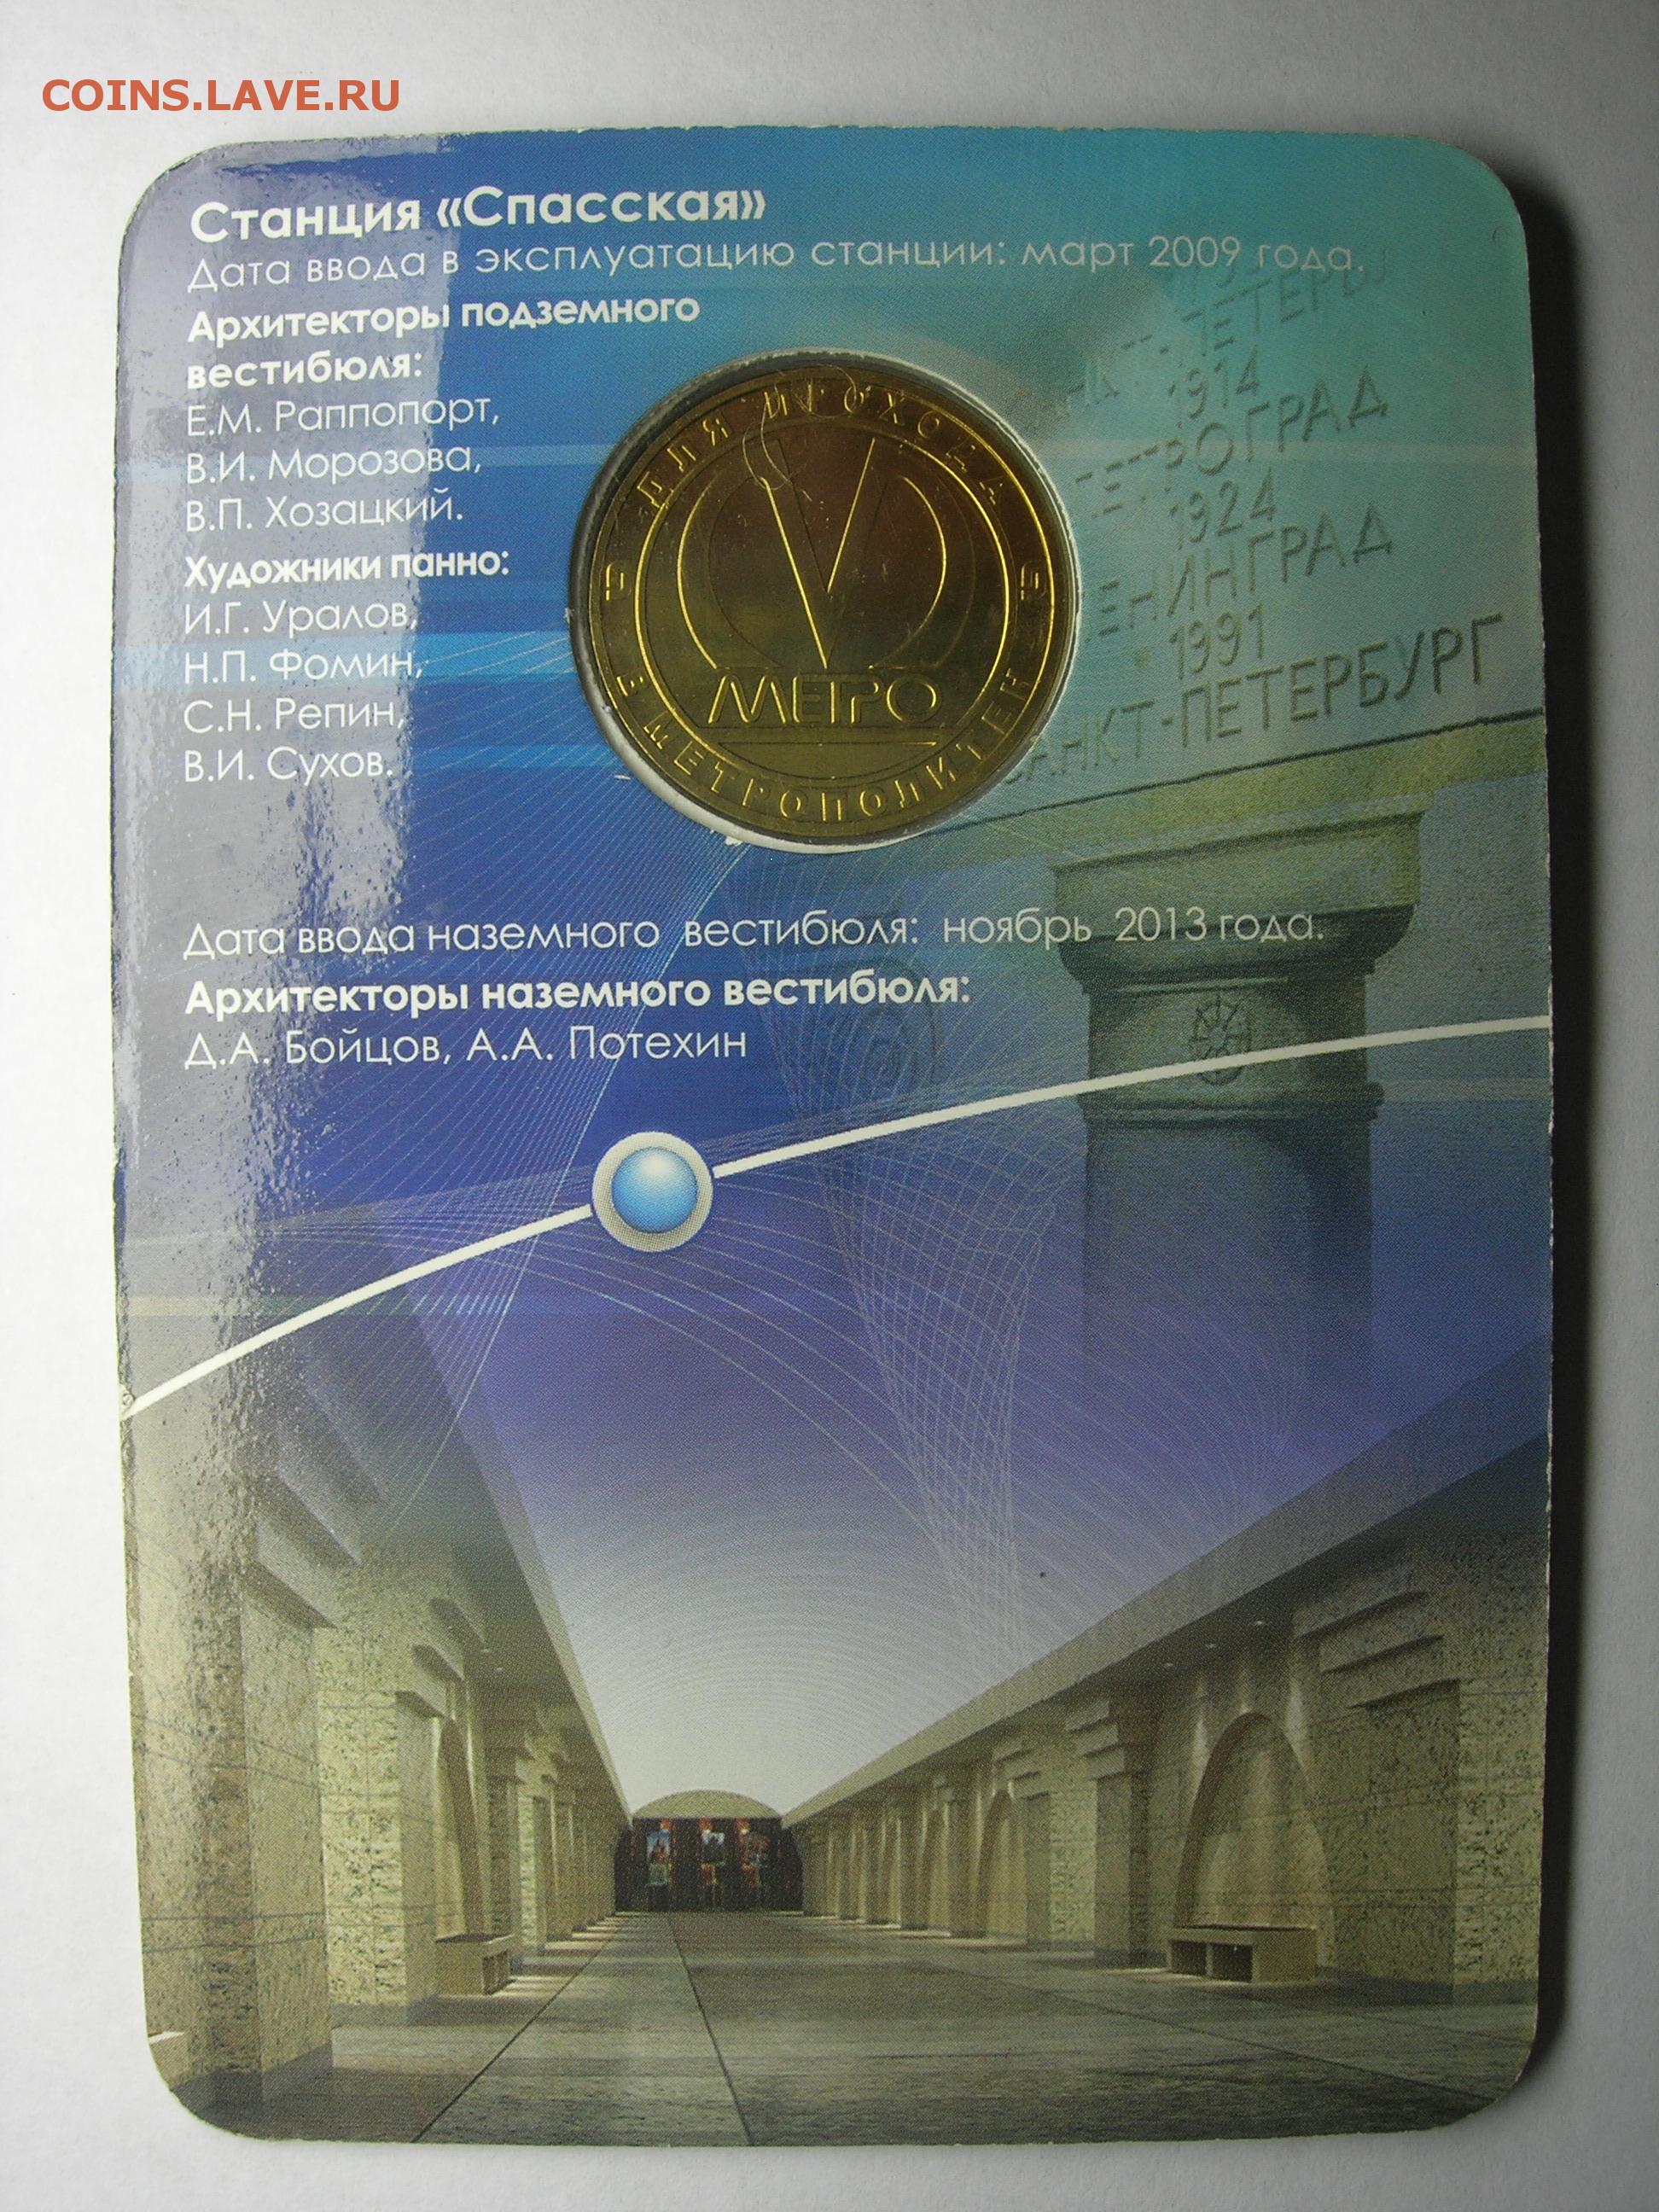 COINS.LAVE.RU
Станция «Спасская»
Дата ввода в эксплуатацию станции: март 2009 года.
Архитекторы подземного
вестибюля:
Е.М. Раппопорт,
В.И. Морозова,
В.П. Хозацкий.
Художники панно:
И.Г. Уралов,
Н.П. Фомин,
С.Н. Репин,
В.И. Сухов.
ДЛЯ ПРОХОДА
МЕТРО
В МЕТРОПОЛИТЕН
1914
1924
1991
САНКТ-ПЕТЕРБУРГ
Дата ввода наземного вестибюля: ноябрь 2013 года.
Архитекторы наземного вестибюля:
Д.А. Бойцов, А.А. Потехин